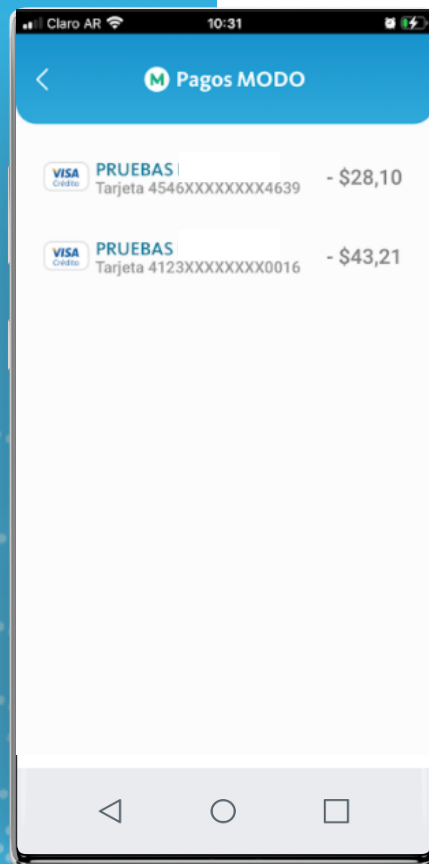 Claro AR 10:31
M Pagos MODO
VISA Crédito PRUEBAS - $28,10
Tarjeta 4546XXXXXXXX4639
VISA Crédito PRUEBAS - $43,21
Tarjeta 4123XXXXXXXX0016